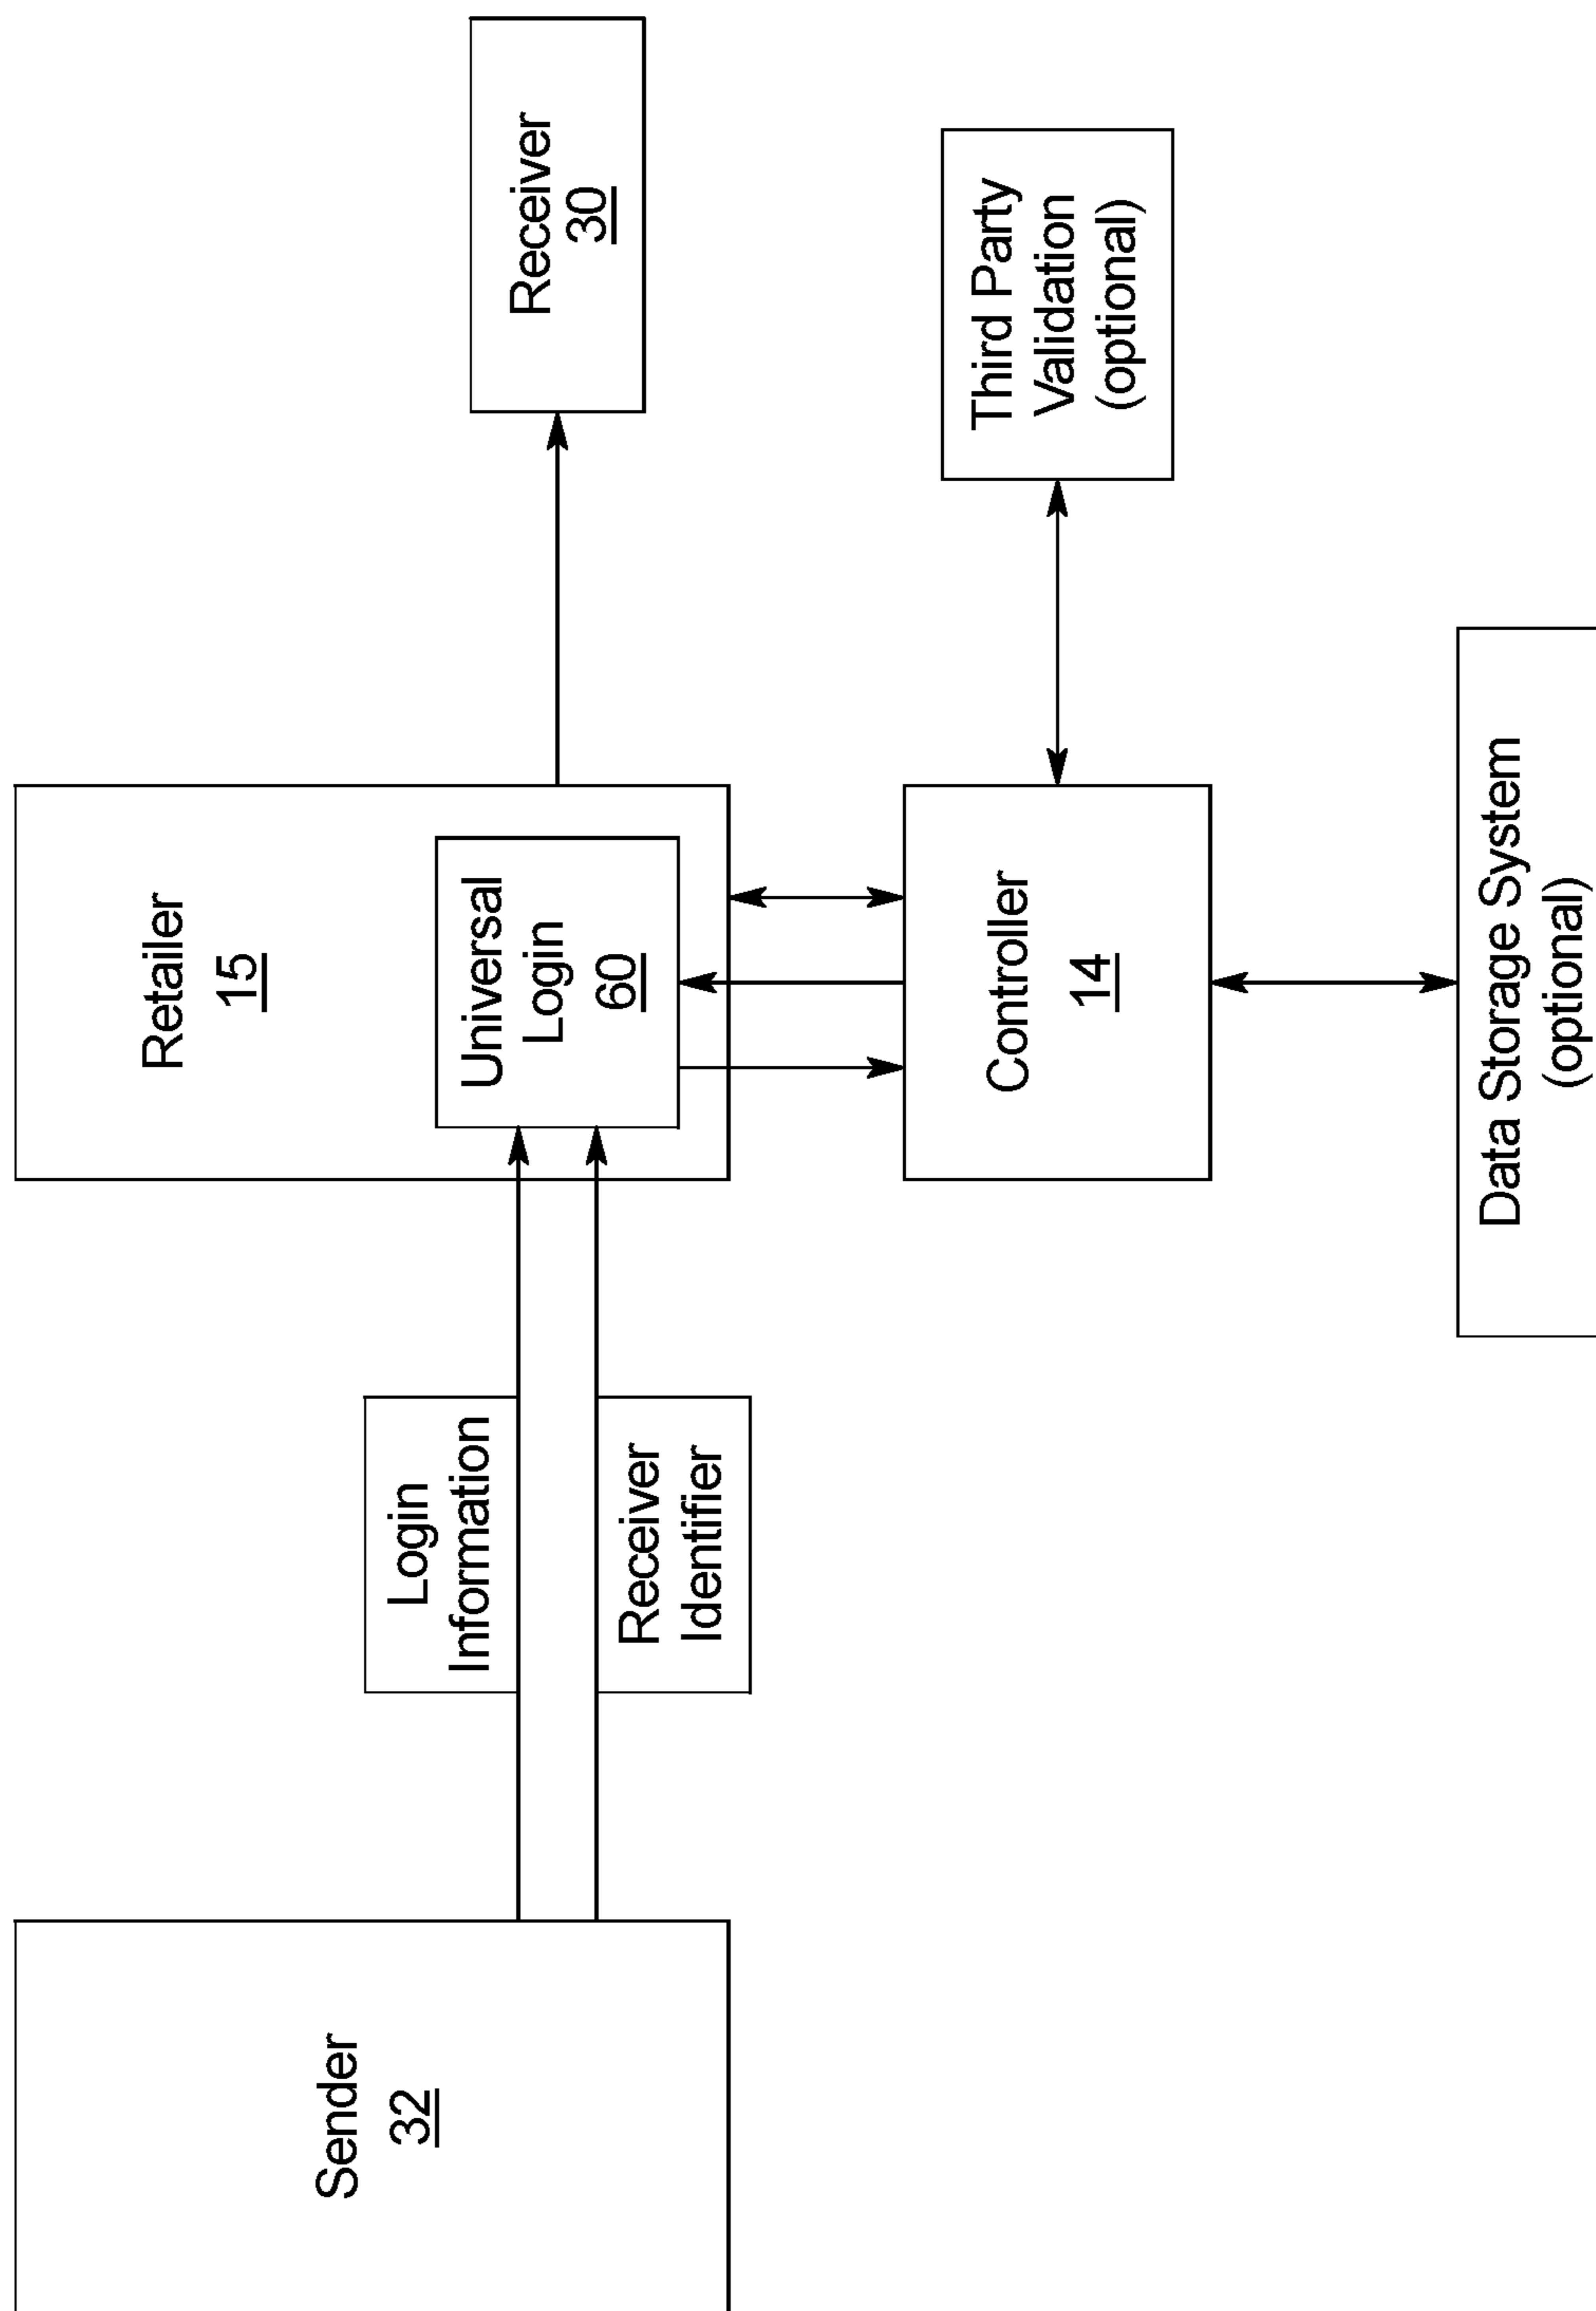 Sender
32
Login
Information
Receiver
Identifier
Retailer
15
Universal
Login
60
Controller
14
Receiver
30
Third Party
Validation
(optional)
Data Storage System
(optional)